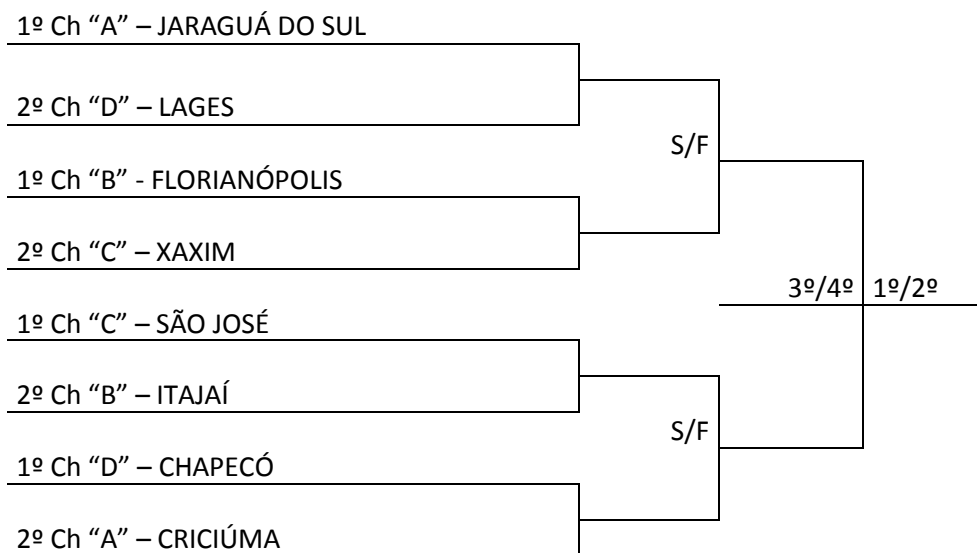 1º Ch “A” – JARAGUÁ DO SUL
2º Ch “D” – LAGES
S/F
1º Ch “B” - FLORIANÓPOLIS
2º Ch “C” – XAXIM
3º/4º 1º/2º
1º Ch “C” – SÃO JOSÉ
2º Ch “B” – ITAJAÍ
S/F
1º Ch “D” – CHAPECÓ
2º Ch “A” – CRICIÚMA